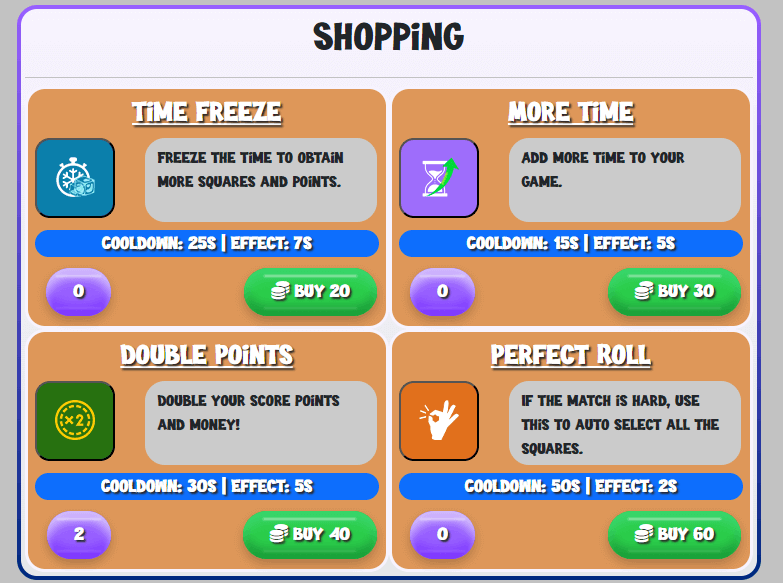 SHOPPING
TIME FREEZE
FREEZE THE TIME TO OBTAIN
MORE SQUARES AND POINTS.
COOLDOWN: 25S | EFFECT: 7S
0
BUY 20
MORE TIME
ADD MORE TIME TO YOUR
GAME.
COOLDOWN: 15S | EFFECT: 5S
0
BUY 30
DOUBLE POINTS
×2
DOUBLE YOUR SCORE POINTS
AND MONEY!
COOLDOWN: 30S | EFFECT: 5S
2
BUY 40
PERFECT ROLL
IF THE MATCH IS HARD, USE
THIS TO AUTO SELECT ALL THE
SQUARES.
COOLDOWN: 50S | EFFECT: 2S
0
BUY 60